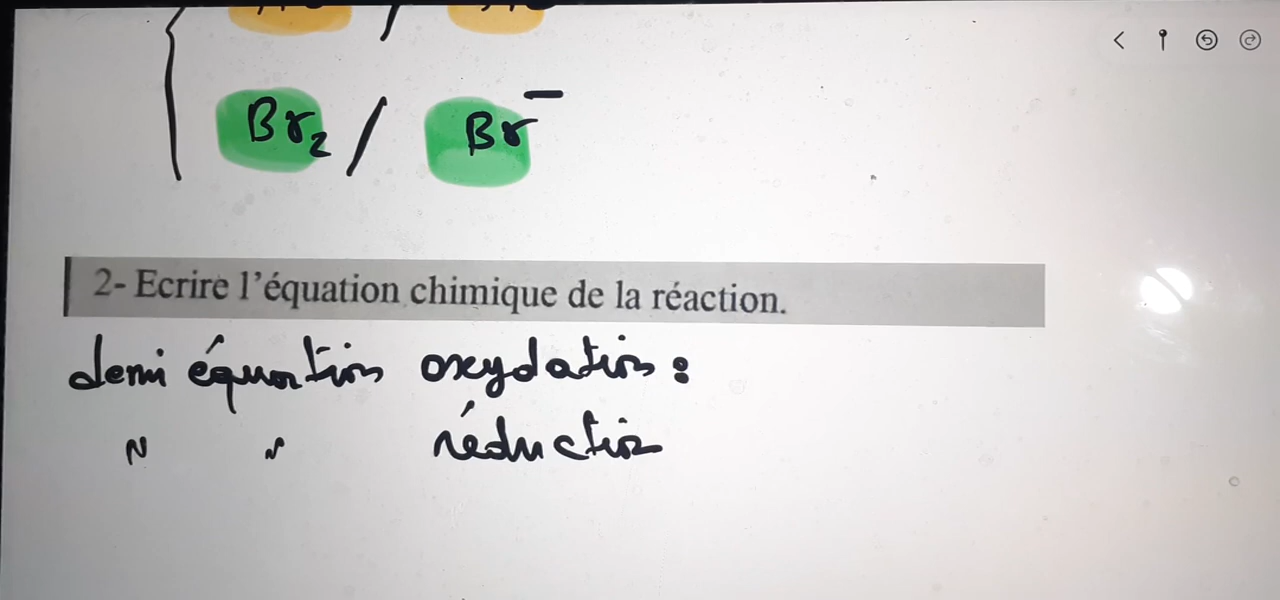 Br₂ / Br⁻
2- Ecrire l'équation chimique de la réaction.
demi équation oxydation :
〃 〃 réduction